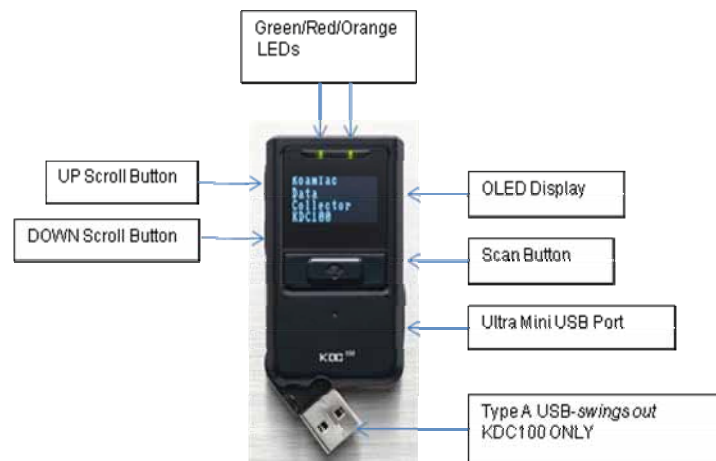 Green/Red/Orange
LEDs
UP Scroll Button
DOWN Scroll Button
Koamtac
Data
Collector
KDC100
OLED Display
Scan Button
Ultra Mini USB Port
KDC
Type A USB-swings out
KDC100 ONLY